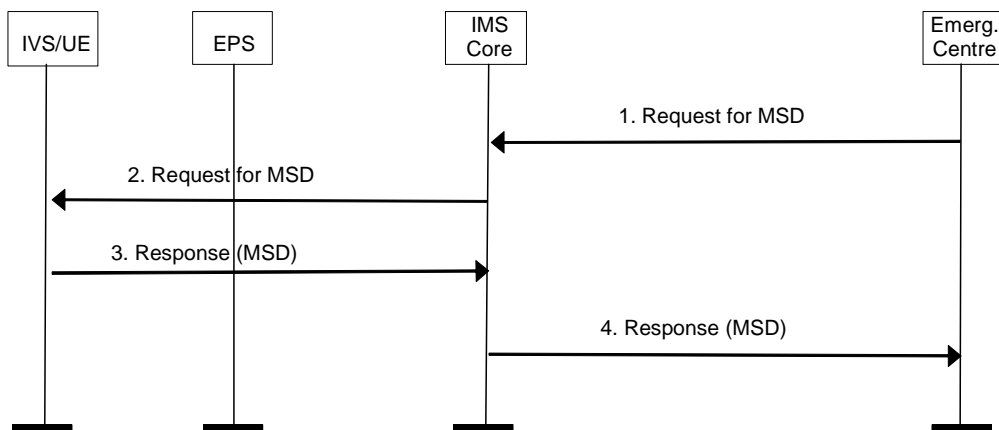 IVS/UE
EPS
IMS
Core
Emerg.
Centre
1. Request for MSD
2. Request for MSD
3. Response (MSD)
4. Response (MSD)